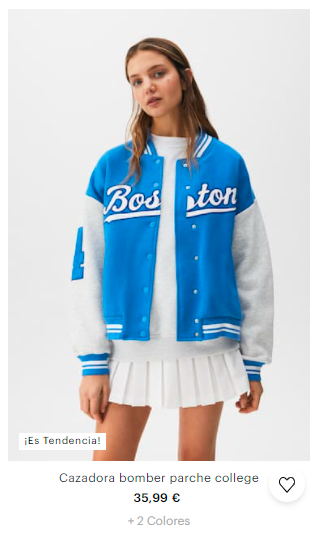 Boston
¡Es Tendencia!
Cazadora bomber parche college
35,99 €
+ 2 Colores